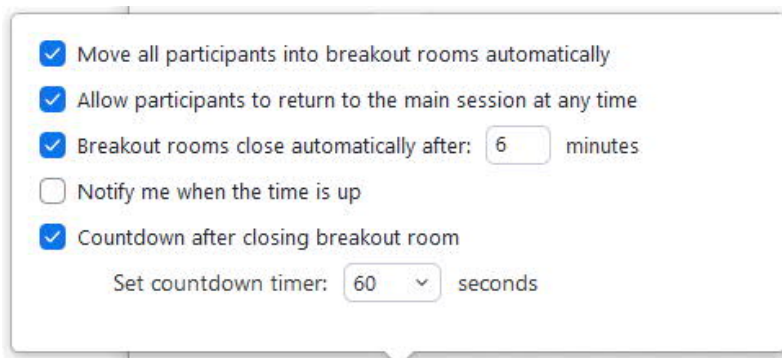 Move all participants into breakout rooms automatically
Allow participants to return to the main session at any time
Breakout rooms close automatically after: 6 minutes
Notify me when the time is up
Countdown after closing breakout room
Set countdown timer: 60 seconds